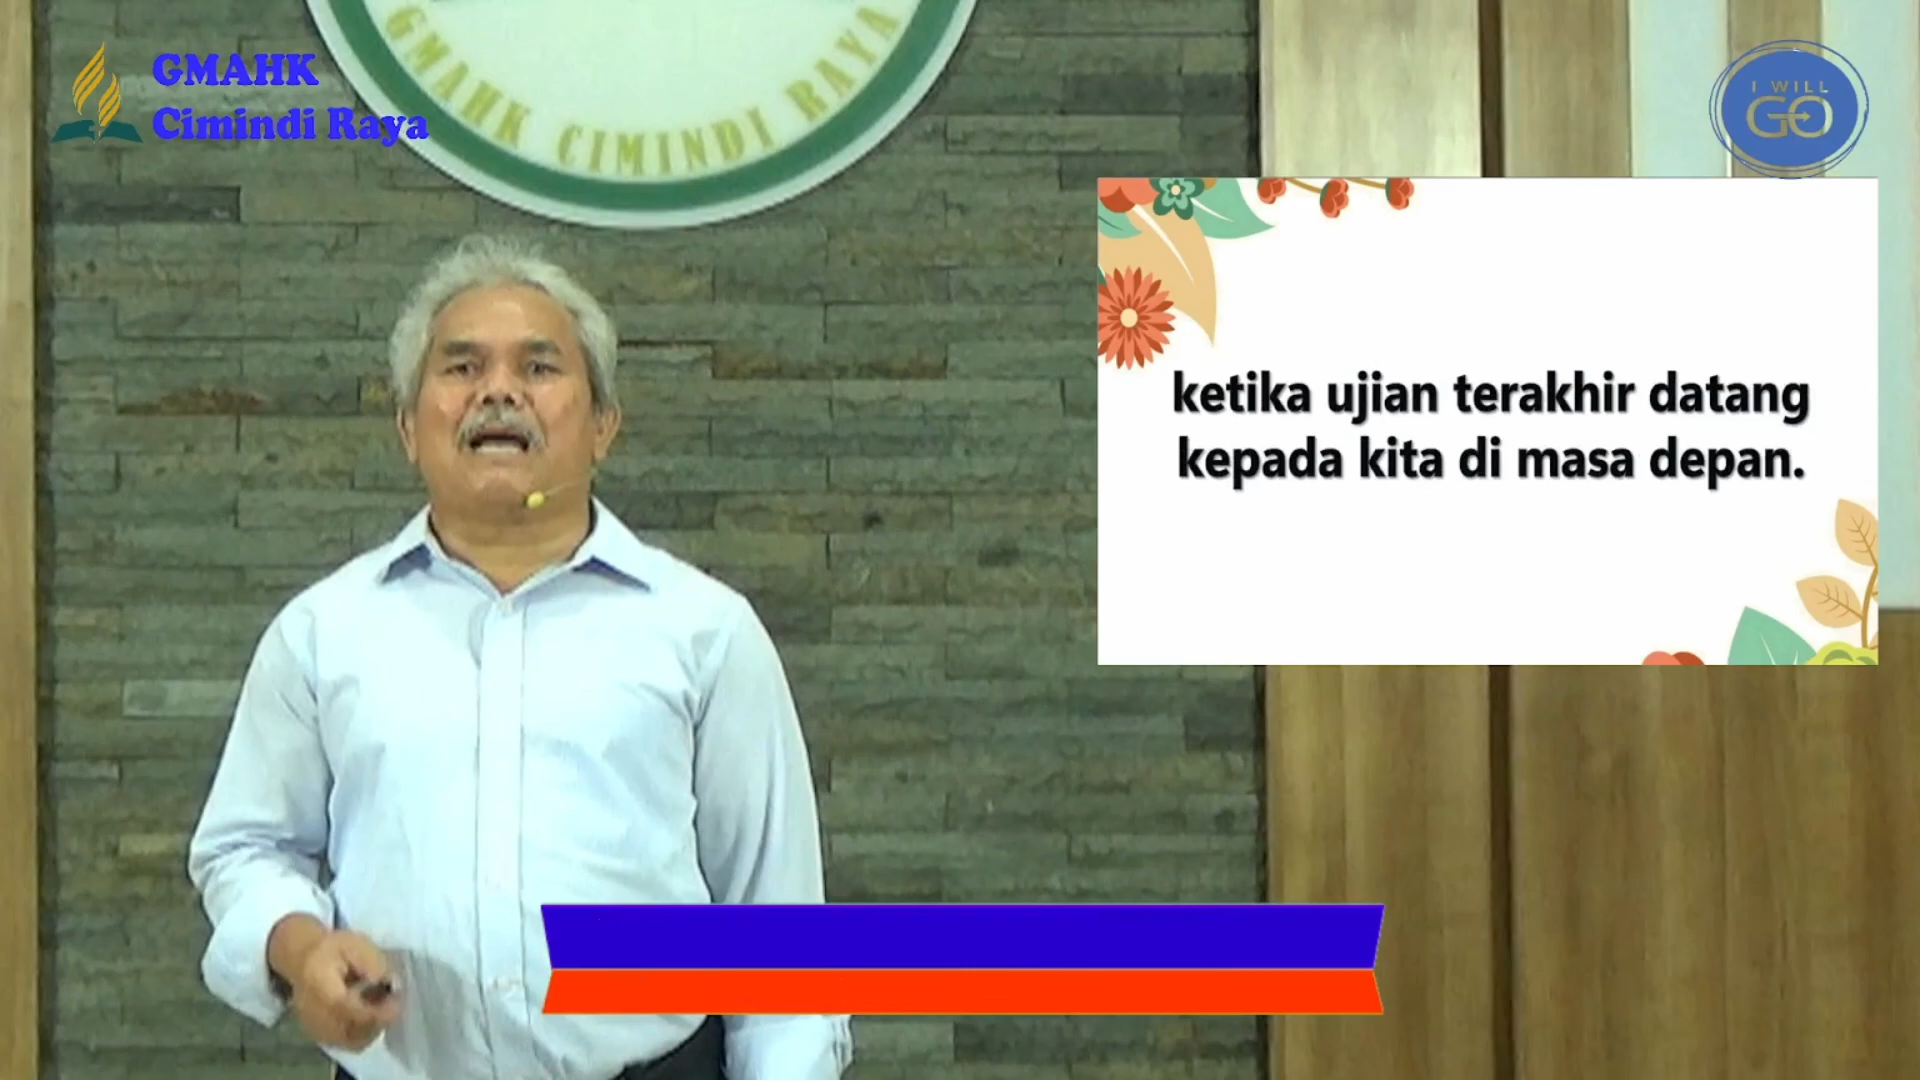 GMAHK
Cimindi Raya
GMAHK CIMINDI RAYA
I WILL
GO
ketika ujian terakhir datang
kepada kita di masa depan.